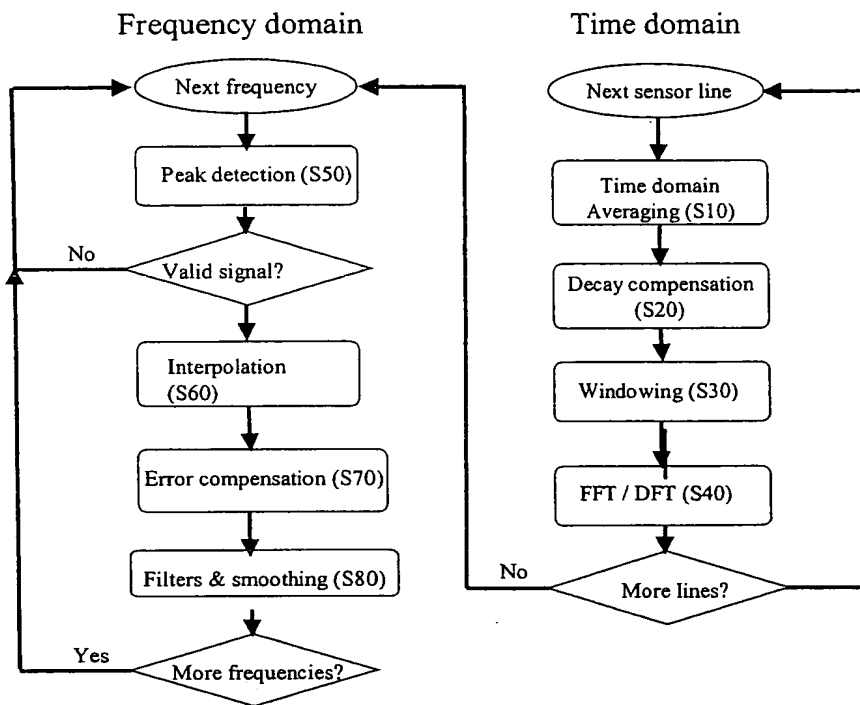 Frequency domain
Time domain
Next frequency
Peak detection (S50)
No
Valid signal?
Interpolation
(S60)
Error compensation (S70)
Filters & smoothing (S80)
Yes
More frequencies?
Next sensor line
Time domain
Averaging (S10)
Decay compensation
(S20)
Windowing (S30)
FFT / DFT (S40)
No
More lines?